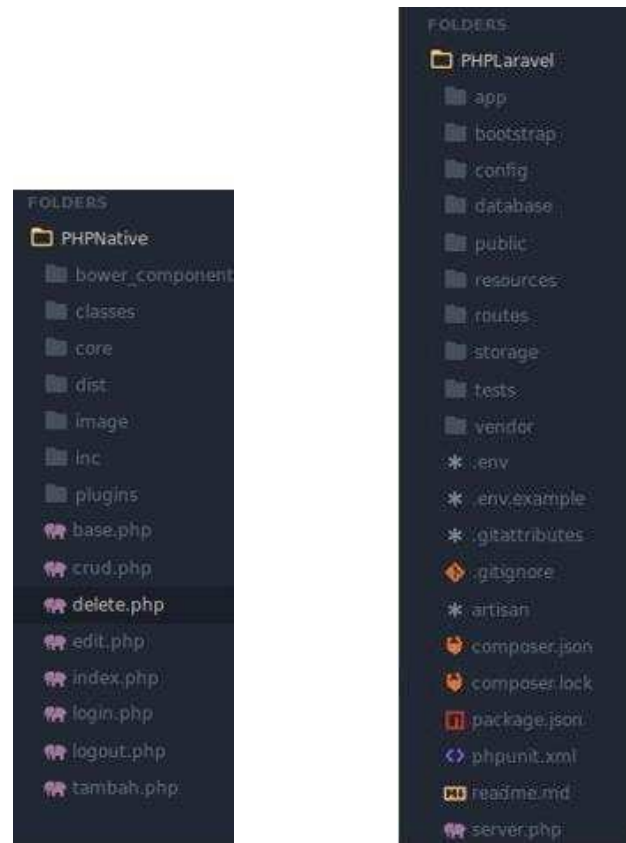 FOLDERS
PHPNative
bower_component
classes
core
dist
image
inc
plugins
base.php
crud.php
delete.php
edit.php
index.php
login.php
logout.php
tambah.php
FOLDERS
PHPLaravel
app
bootstrap
config
database
public
resources
routes
storage
tests
vendor
.env
.env.example
.gitattributes
.gitignore
artisan
composer.json
composer.lock
package.json
phpunit.xml
readme.md
server.php